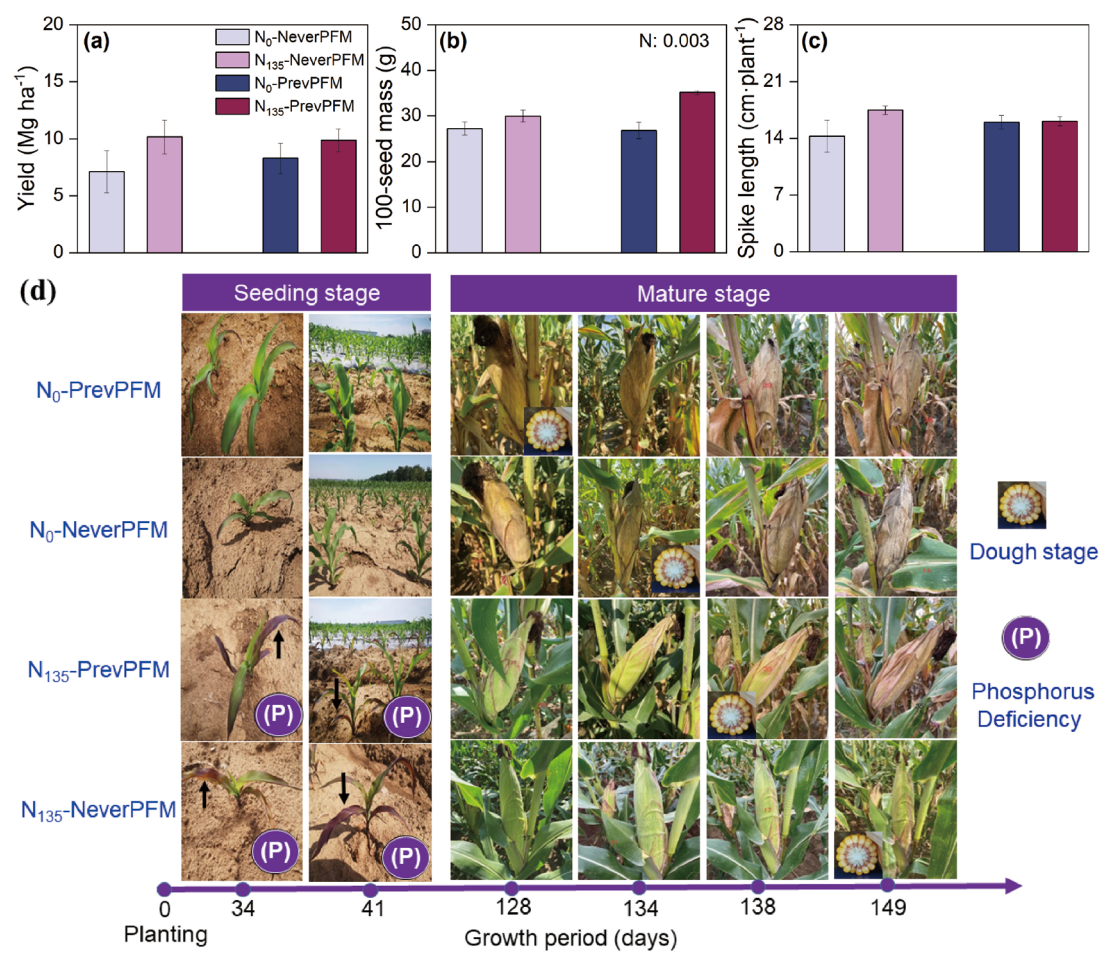 20
15
10
5
0
Yield (Mg ha⁻¹)
(a)
N₀-NeverPFM
N₁₃₅-NeverPFM
N₀-PrevPFM
N₁₃₅-PrevPFM
50
40
30
20
10
0
100-seed mass (g)
(b)
N: 0.003
28
21
14
7
0
Spike length (cm·plant⁻¹)
(c)
(d)
Seeding stage
Mature stage
N₀-PrevPFM
N₀-NeverPFM
N₁₃₅-PrevPFM
(P)
(P)
N₁₃₅-NeverPFM
(P)
(P)
Dough stage
(P)
Phosphorus
Deficiency
0
34
41
128
134
138
149
Planting
Growth period (days)